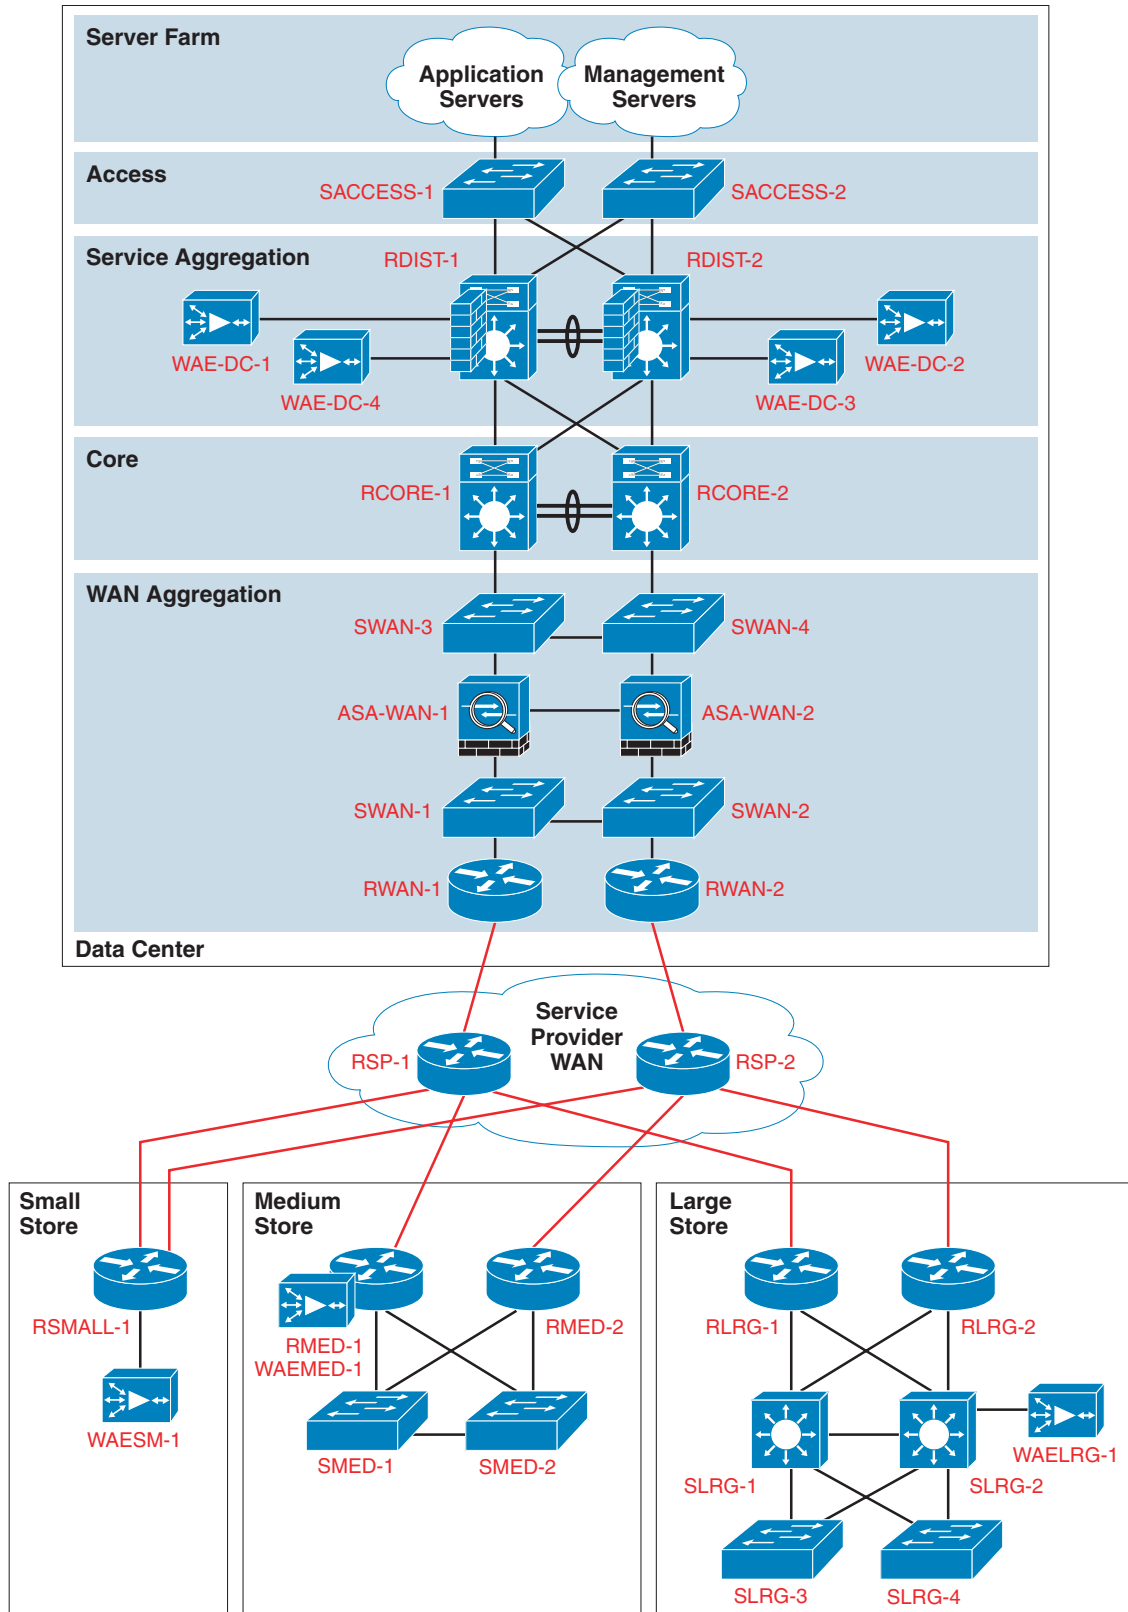 Server Farm
Application
Servers
Management
Servers
Access
SACCESS-1
SACCESS-2
Service Aggregation
RDIST-1
RDIST-2
WAE-DC-1
WAE-DC-2
WAE-DC-4
WAE-DC-3
Core
RCORE-1
RCORE-2
WAN Aggregation
SWAN-3
SWAN-4
ASA-WAN-1
ASA-WAN-2
SWAN-1
SWAN-2
RWAN-1
RWAN-2
Data Center
Service
Provider
WAN
RSP-1
RSP-2
Small
Store
RSMALL-1
WAESM-1
Medium
Store
RMED-1
WAEMED-1
RMED-2
SMED-1
SMED-2
Large
Store
RLRG-1
RLRG-2
WAELRG-1
SLRG-1
SLRG-2
SLRG-3
SLRG-4